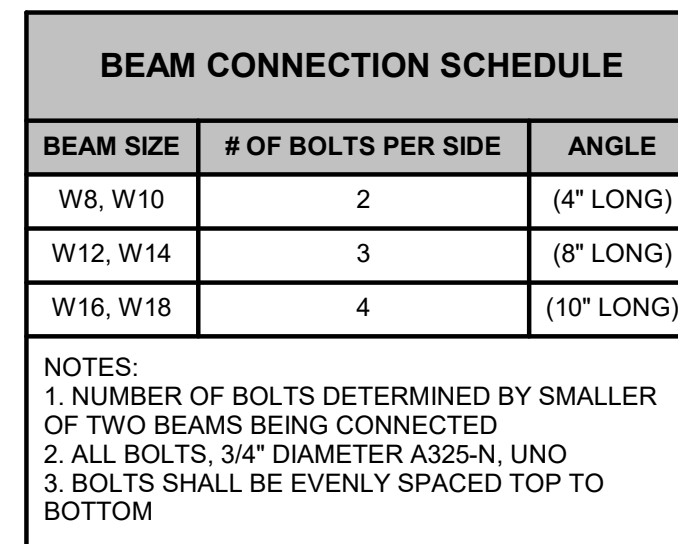 BEAM CONNECTION SCHEDULE
BEAM SIZE # OF BOLTS PER SIDE ANGLE
W8, W10 2 (4" LONG)
W12, W14 3 (8" LONG)
W16, W18 4 (10" LONG)
NOTES:
1. NUMBER OF BOLTS DETERMINED BY SMALLER
OF TWO BEAMS BEING CONNECTED
2. ALL BOLTS, 3/4" DIAMETER A325-N, UNO
3. BOLTS SHALL BE EVENLY SPACED TOP TO
BOTTOM